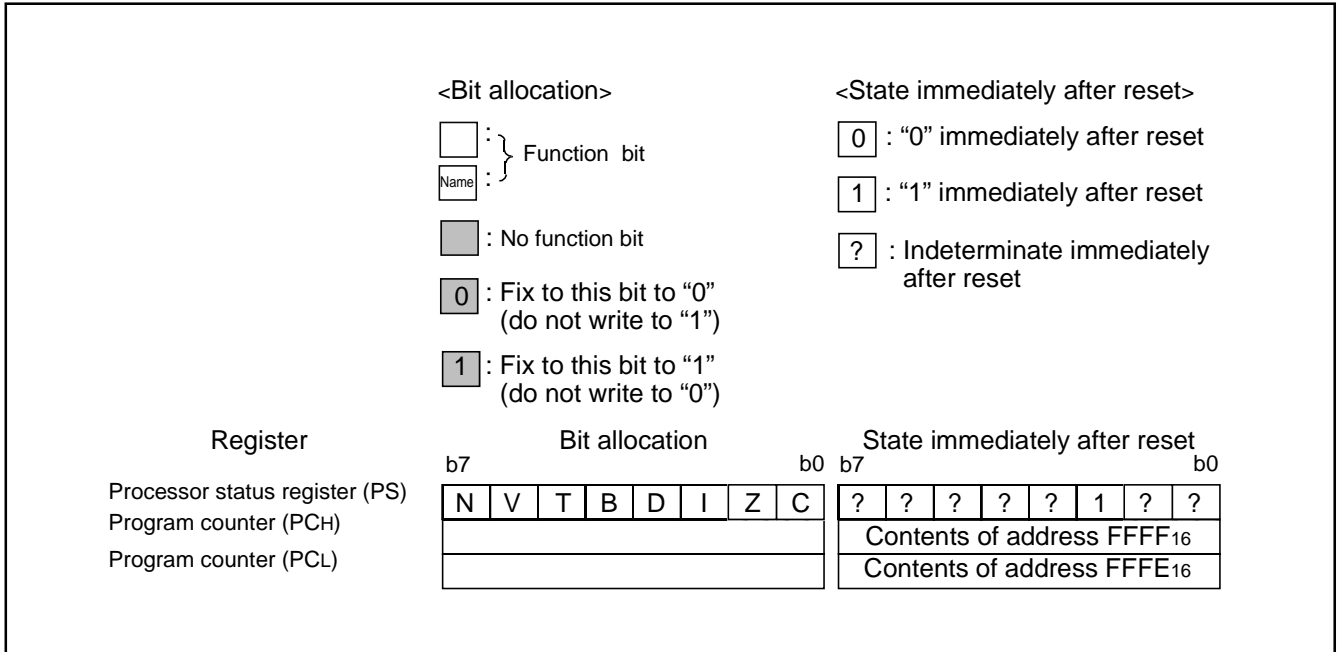 <Bit allocation>
:
Name :
Function bit
: No function bit
0 : Fix to this bit to “0”
(do not write to “1”)
1 : Fix to this bit to “1”
(do not write to “0”)
<State immediately after reset>
0 : “0” immediately after reset
1 : “1” immediately after reset
? : Indeterminate immediately
after reset
Register Bit allocation State immediately after reset
b7 b0 b7 b0
Processor status register (PS) N V T B D I Z C ? ? ? ? ? 1 ? ?
Program counter (PCH) Contents of address FFFF16
Program counter (PCL) Contents of address FFFE16